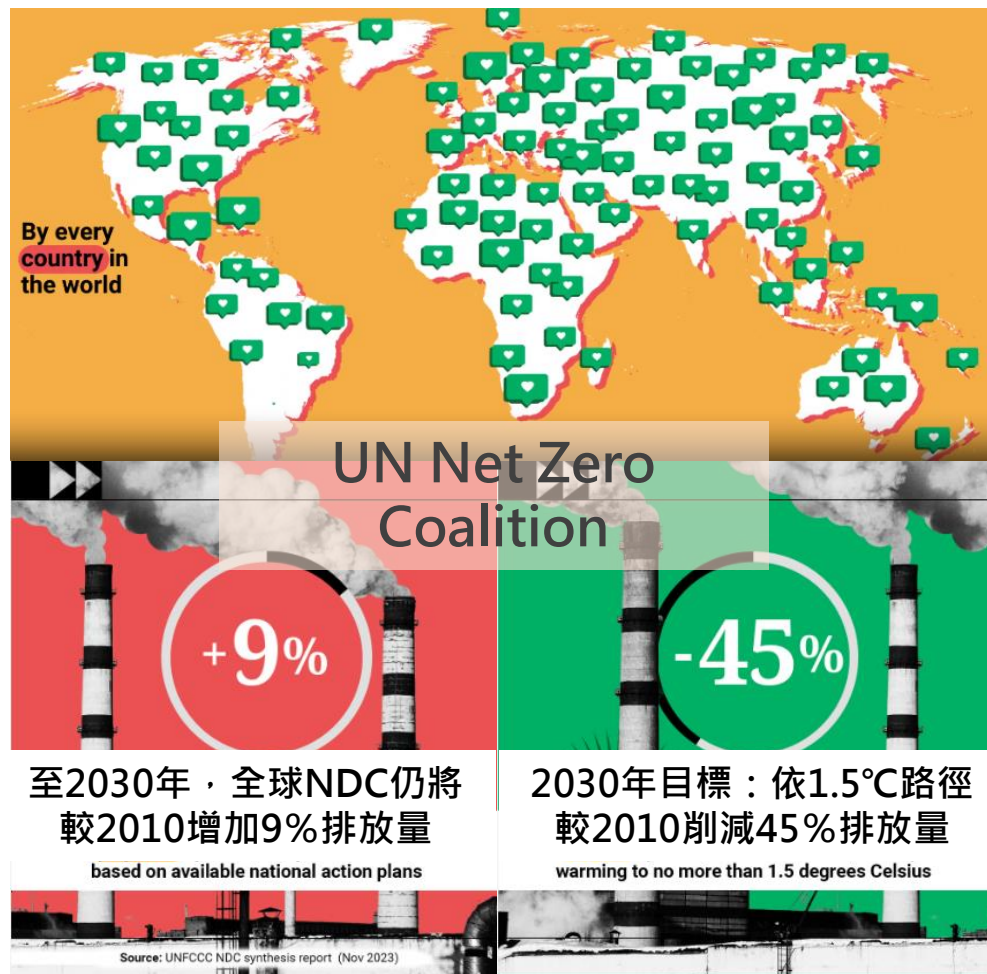 By every
country in
the world
UN Net Zero
Coalition
+9%
-45%
至2030年，全球NDC仍將
較2010增加9%排放量
2030年目標：依1.5℃路徑
較2010削減45%排放量
based on available national action plans
warming to no more than 1.5 degrees Celsius
Source: UNFCCC NDC synthesis report (Nov 2023)